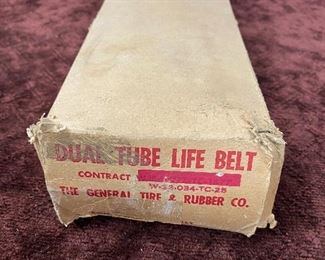 DUAL TUBE LIFE BELT
CONTRACT
W-33-034-TC-25
THE GENERAL TIRE & RUBBER CO.